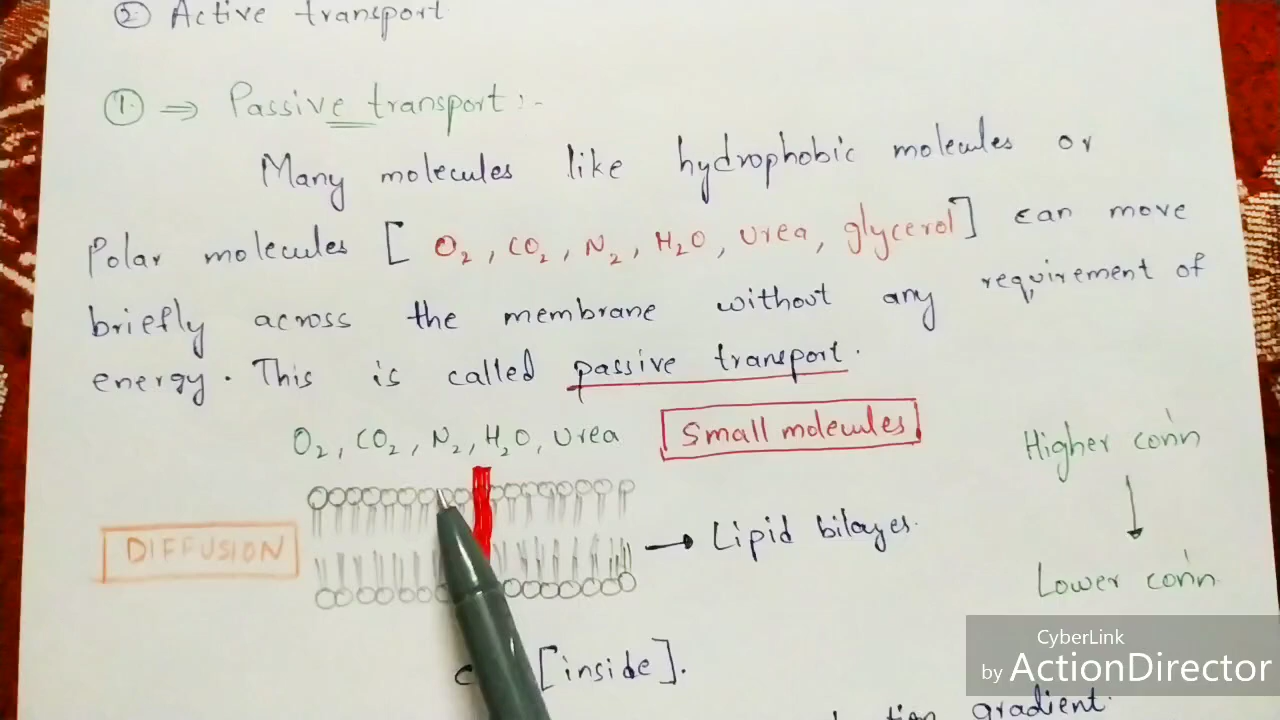 ② Active transport
① ⇒ Passive transport :-
Many molecules like hydrophobic molecules or
Polar molecules [ O₂, CO₂, N₂, H₂O, Urea, glycerol] can move
briefly across the membrane without any requirement of
energy. This is called passive transport.
O₂, CO₂, N₂, H₂O, Urea
Small molecules
Higher con'n
DIFFUSION
→ Lipid bilayer.
Lower con'n
[inside].
gradient.
CyberLink
by ActionDirector